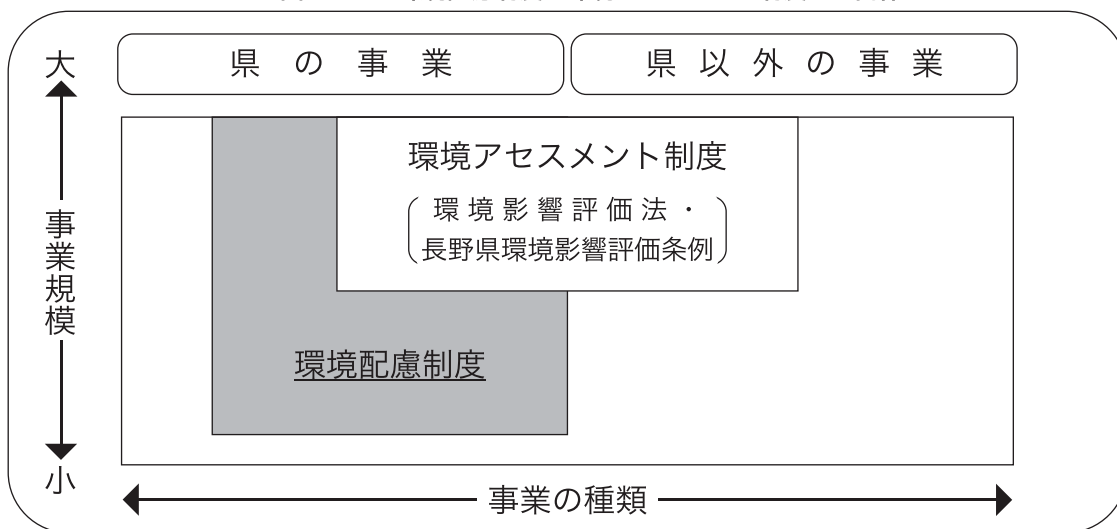 県の事業
県以外の事業
大
事業規模
小
環境アセスメント制度
環境影響評価法・
長野県環境影響評価条例
環境配慮制度
事業の種類